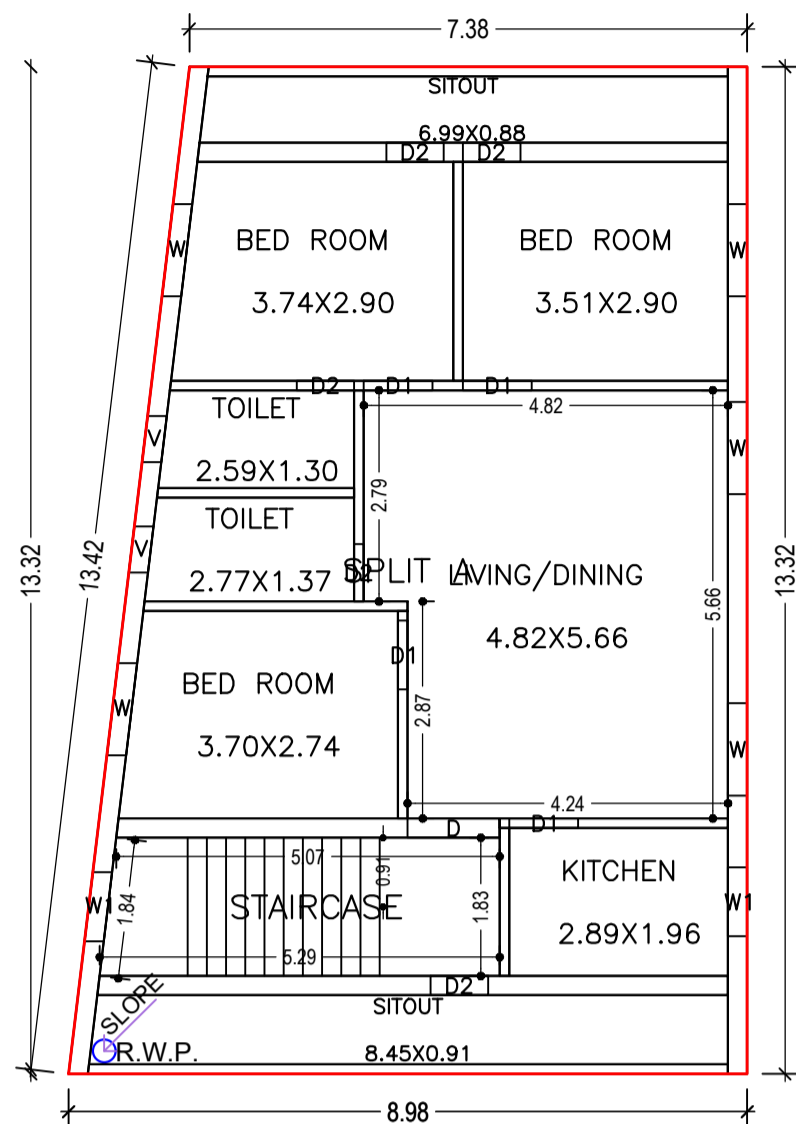 7.38
SITOUT
6.99X0.88
D2 D2
BED ROOM
3.74X2.90
BED ROOM
3.51X2.90
W
W
D2 D1 D1
TOILET
2.59X1.30
4.82
V
W
2.79
TOILET
2.77X1.37
V
D2
SPLIT A
LIVING/DINING
4.82X5.66
5.66
13.32
13.42
13.32
BED ROOM
3.70X2.74
D1
W
2.87
W
4.24
D
D1
5.07
0.91
STAIRCASE
1.84
1.83
5.29
W1
KITCHEN
2.89X1.96
W1
D2
SITOUT
8.45X0.91
SLOPE
R.W.P.
8.98